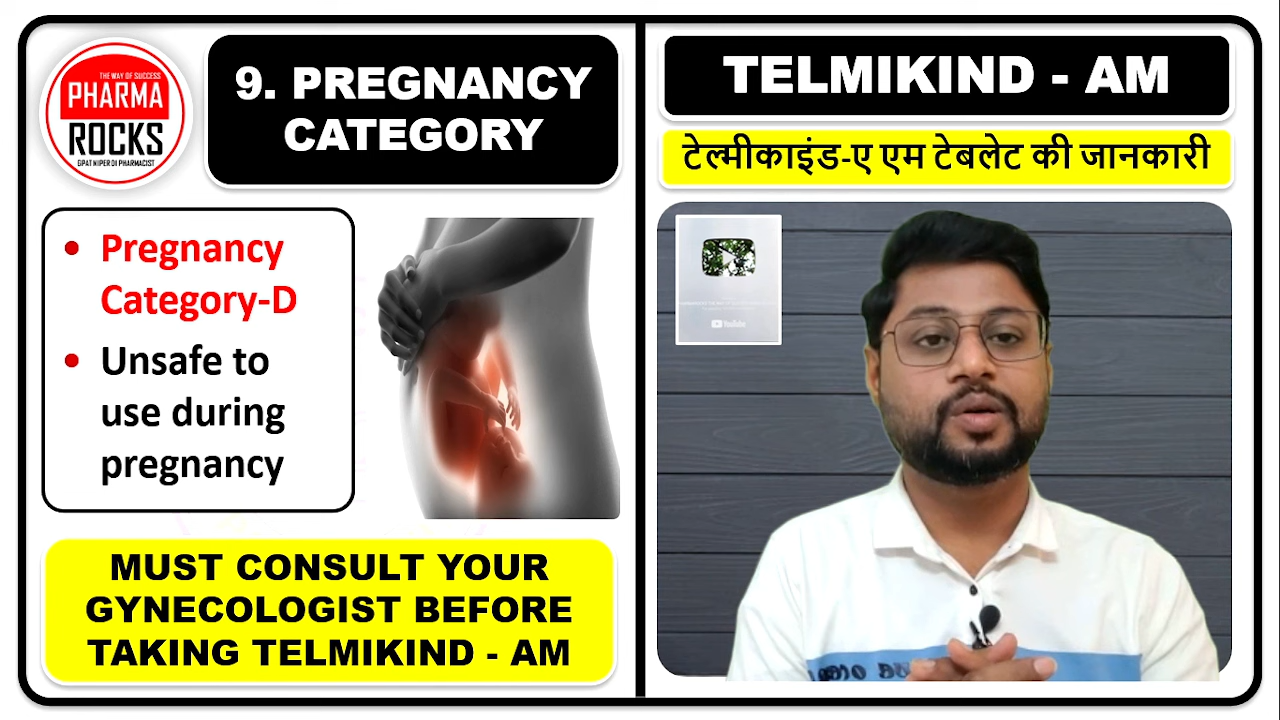 THE WAY OF SUCCESS
PHARMA
ROCKS
GPAT NIPER DI PHARMACIST
9. PREGNANCY
CATEGORY
• Pregnancy
Category-D
• Unsafe to
use during
pregnancy
MUST CONSULT YOUR
GYNECOLOGIST BEFORE
TAKING TELMIKIND - AM
TELMIKIND - AM
टेल्मीकाइंड-ए एम टेबलेट की जानकारी
YouTube